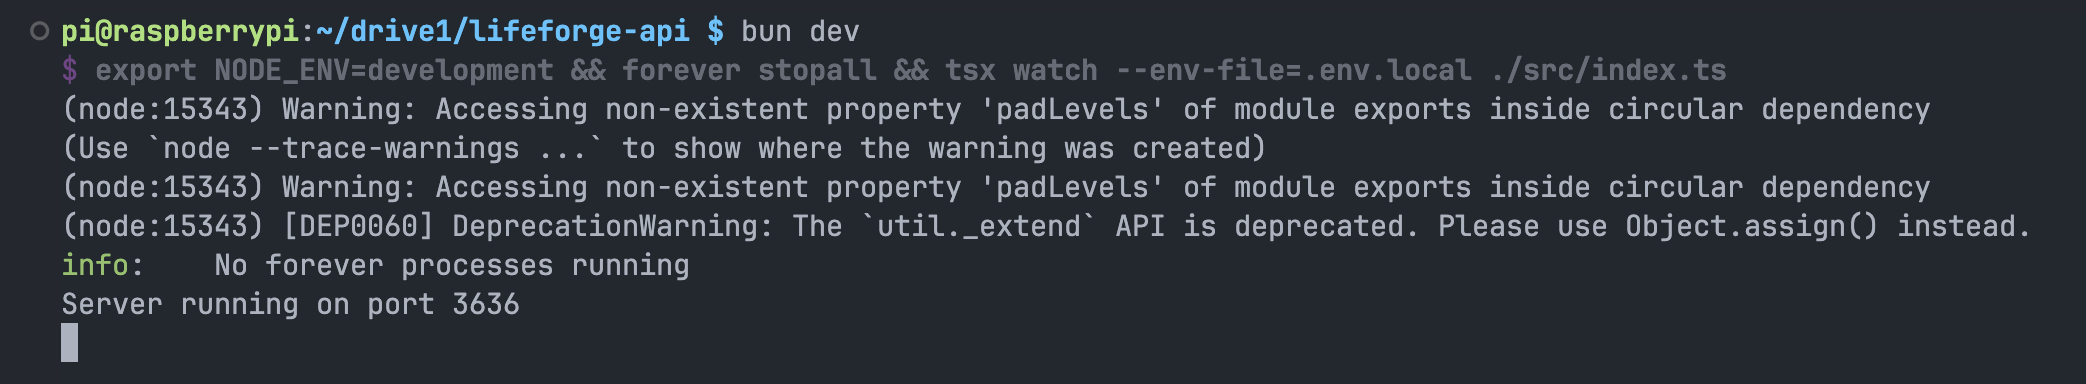 pi@raspberrypi:~/drive1/lifeforge-api $ bun dev
$ export NODE_ENV=development && forever stopall && tsx watch --env-file=.env.local ./src/index.ts
(node:15343) Warning: Accessing non-existent property 'padLevels' of module exports inside circular dependency
(Use `node --trace-warnings ...` to show where the warning was created)
(node:15343) Warning: Accessing non-existent property 'padLevels' of module exports inside circular dependency
(node:15343) [DEP0060] DeprecationWarning: The `util._extend` API is deprecated. Please use Object.assign() instead.
info:    No forever processes running
Server running on port 3636